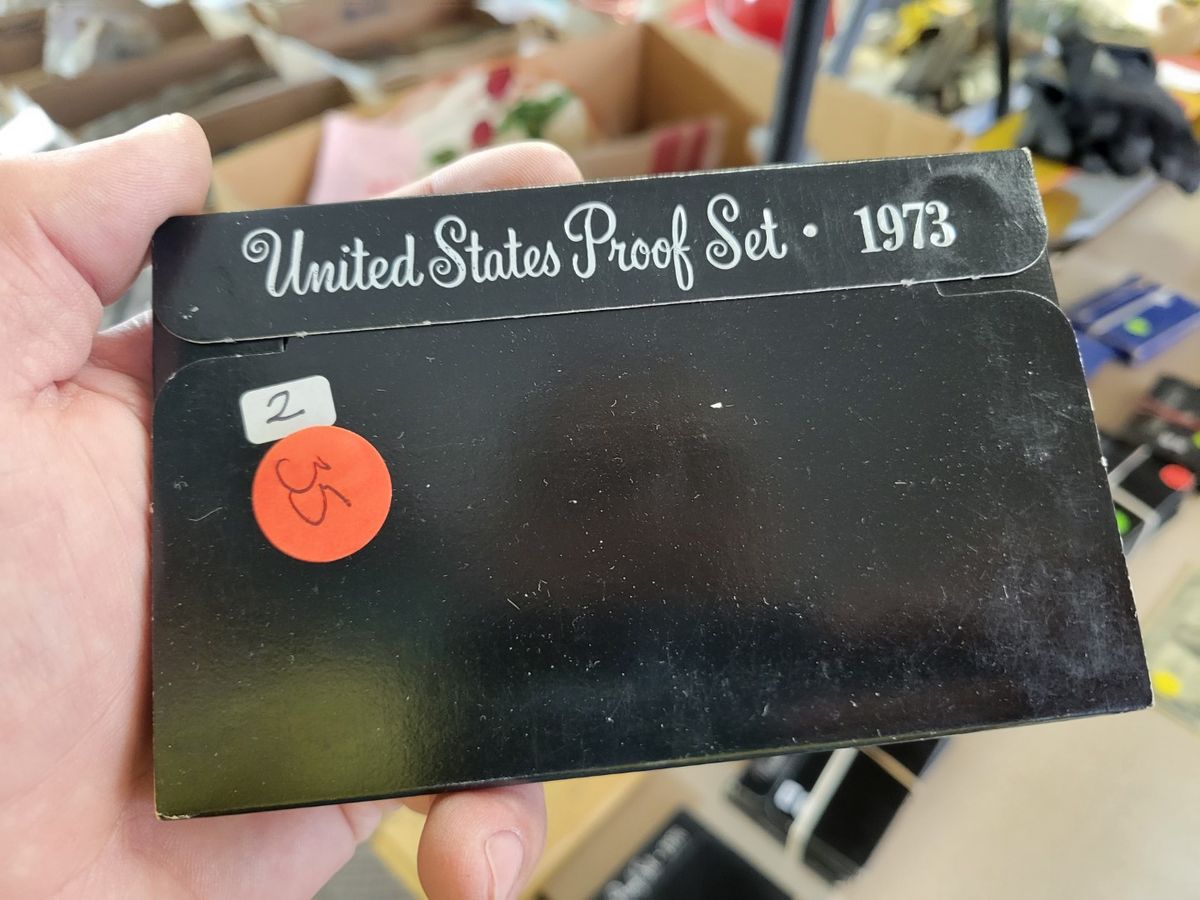 United States Proof Set • 1973
2
35